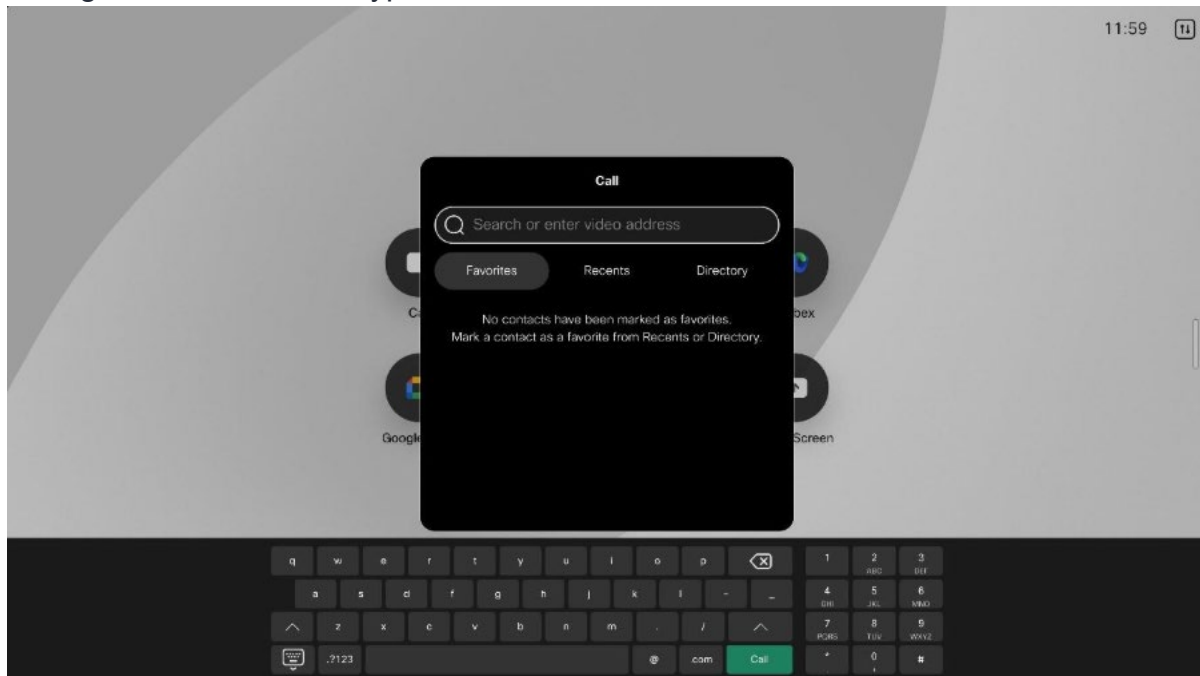 11:59
Call
Search or enter video address
Favorites Recents Directory
No contacts have been marked as favorites.
Mark a contact as a favorite from Recents or Directory.
Screen
q w e r t y u i o p 1 2 ABC 3 DEF
a s d f g h j k l - _ 4 GHI 5 JKL 6 MNO
z x c v b n m . / 7 PQRS 8 TUV 9 WXYZ
.?123 @ .com Call * 0 + #